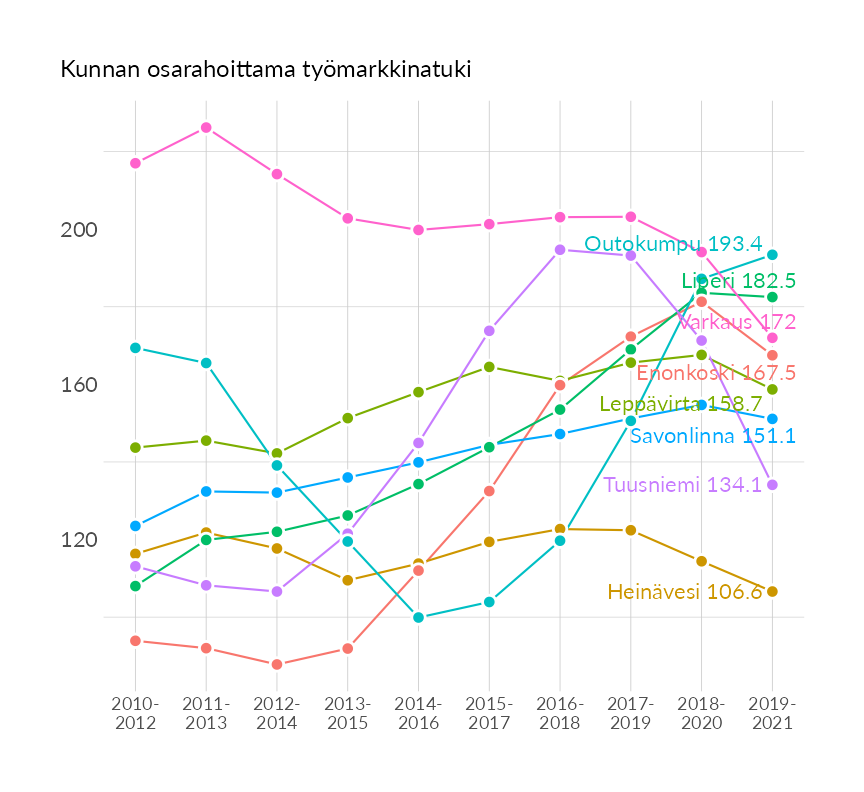 Kunnan osarahoittama työmarkkinatuki
200
160
120
Outokumpu 193.4
Liperi 182.5
Varkaus 172
Enonkoski 167.5
Leppävirta 158.7
Savonlinna 151.1
Tuusniemi 134.1
Heinävesi 106.6
2010- 2011- 2012- 2013- 2014- 2015- 2016- 2017- 2018- 2019-
2012 2013 2014 2015 2016 2017 2018 2019 2020 2021